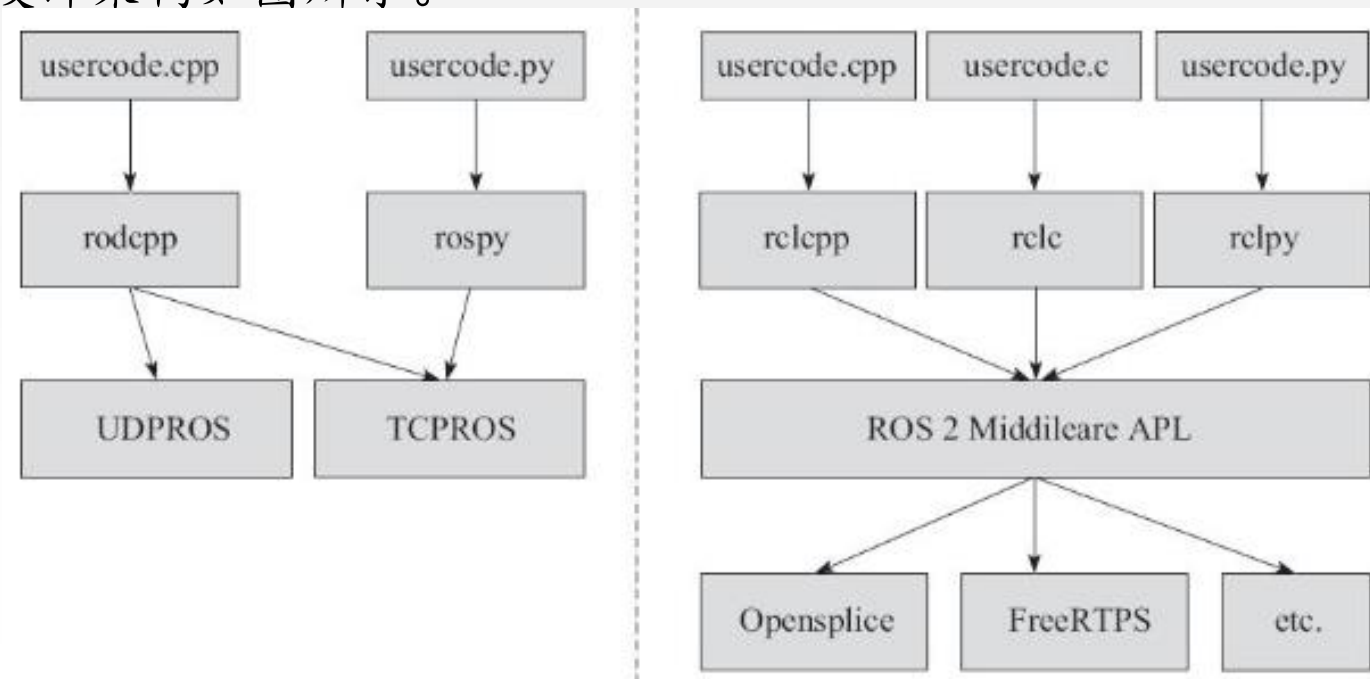 usercode.cpp usercode.py usercode.cpp usercode.c usercode.py
rodcpp rospy rclcpp rclc rclpy
UDPROS TCPROS ROS 2 Middileare APL
Opensplice FreeRTPS etc.